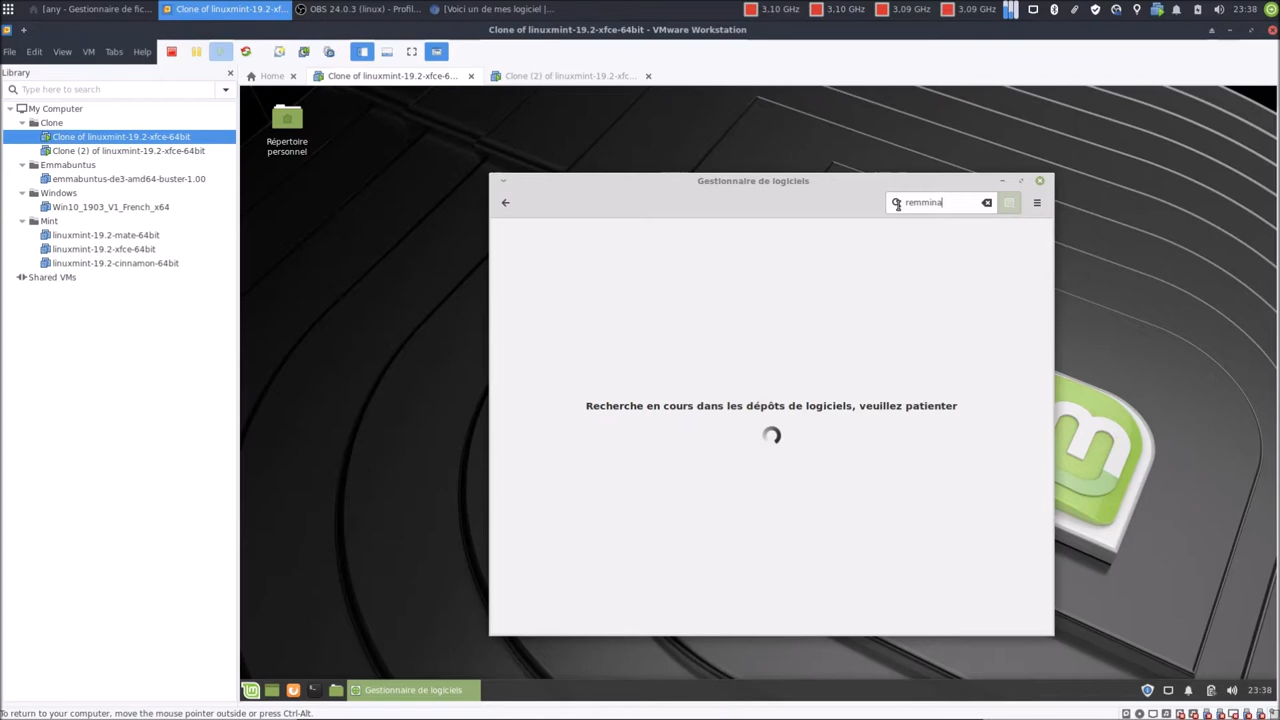 [any - Gestionnaire de fic...
Clone of linuxmint-19.2-xf...
OBS 24.0.3 (linux) - Profil...
[Voici un de mes logiciel |...
3.10 GHz
3,10 GHz
3,09 GHz
3,09 GHz
23:38
Clone of linuxmint-19.2-xfce-64bit - VMware Workstation
File Edit View VM Tabs Help
Library
Type here to search
Home
Clone of linuxmint-19.2-xfce-6...
Clone (2) of linuxmint-19.2-xfc...
My Computer
Clone
Clone of linuxmint-19.2-xfce-64bit
Clone (2) of linuxmint-19.2-xfce-64bit
Emmabuntus
emmabuntus-de3-amd64-buster-1.00
Windows
Win10_1903_V1_French_x64
Mint
linuxmint-19.2-mate-64bit
linuxmint-19.2-xfce-64bit
linuxmint-19.2-cinnamon-64bit
Shared VMs
Répertoire
personnel
Gestionnaire de logiciels
remmina
Recherche en cours dans les dépôts de logiciels, veuillez patienter
Gestionnaire de logiciels
23:38
To return to your computer, move the mouse pointer outside or press Ctrl-Alt.